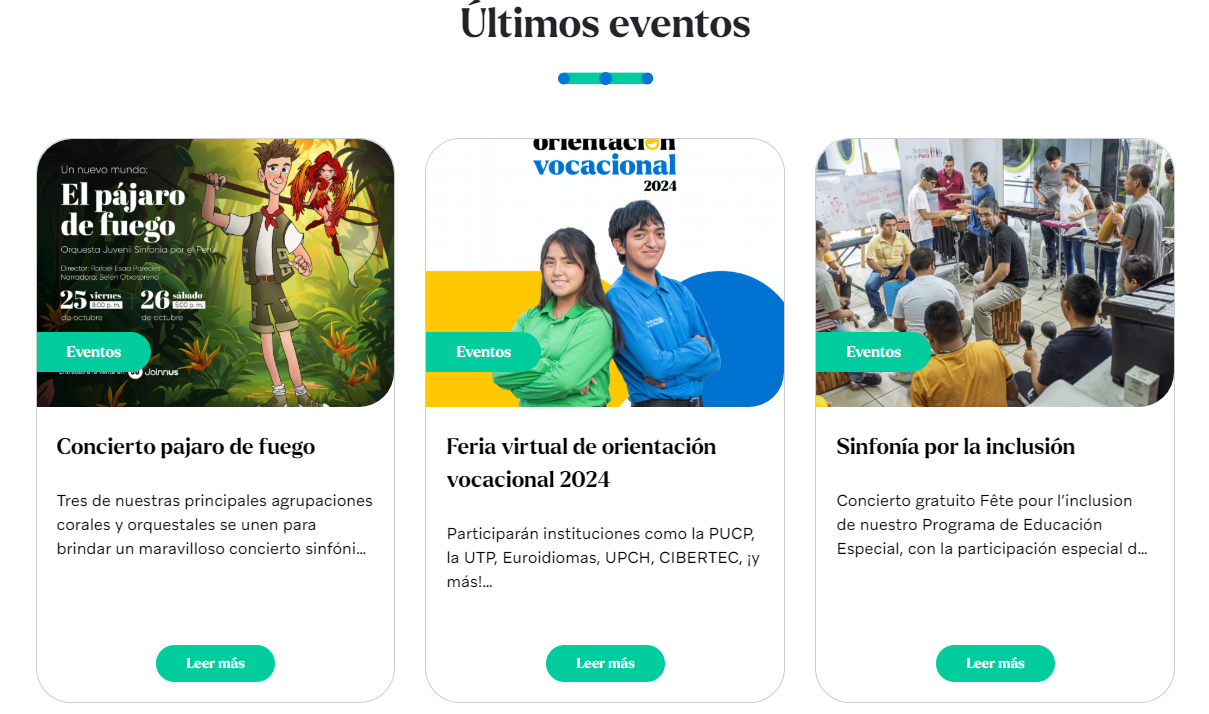 Últimos eventos
Un nuevo mundo:
El pájaro
de fuego
Orquesta Juvenil Sinfonía por el Perú
Director: Rafael Esaa Paredes
Narradora: Belén Otxotorena
25 viernes 8:00 p. m. 26 sábado 5:00 p. m.
de octubre de octubre
Eventos
Joinnus
Concierto pajaro de fuego
Tres de nuestras principales agrupaciones
corales y orquestales se unen para
brindar un maravilloso concierto sinfóni...
Leer más
orientación
vocacional
2024
Eventos
Feria virtual de orientación
vocacional 2024
Participarán instituciones como la PUCP,
la UTP, Euroidiomas, UPCH, CIBERTEC, ¡y
más!...
Leer más
Sinfonía
por el Perú
Eventos
Sinfonía por la inclusión
Concierto gratuito Fête pour l’inclusion
de nuestro Programa de Educación
Especial, con la participación especial d...
Leer más